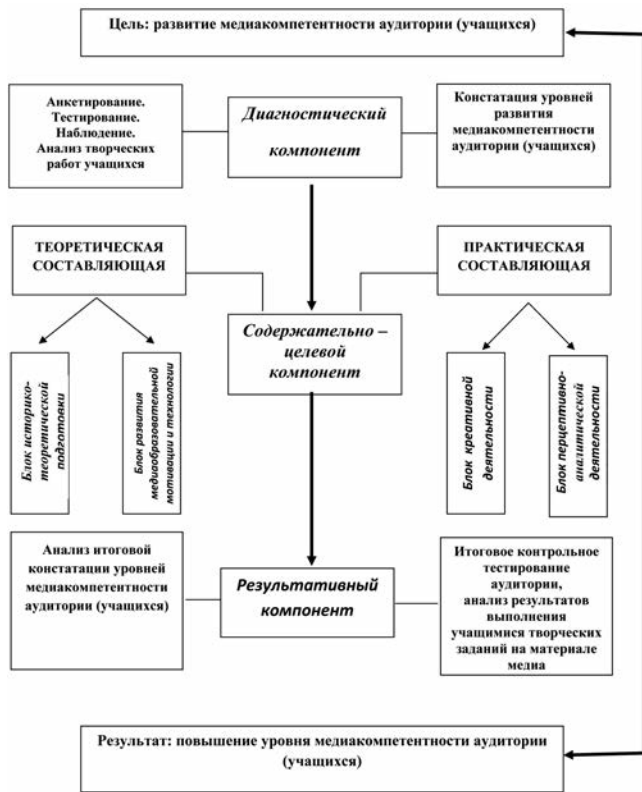 Цель: развитие медиакомпетентности аудитории (учащихся)
Анкетирование.
Тестирование.
Наблюдение.
Анализ творческих
работ учащихся
Диагностический
компонент
Констатация уровней
развития
медиакомпетентности
аудитории (учащихся)
ТЕОРЕТИЧЕСКАЯ
СОСТАВЛЯЮЩАЯ
ПРАКТИЧЕСКАЯ
СОСТАВЛЯЮЩАЯ
Содержательно –
целевой
компонент
Блок историко-
теоретической
подготовки
Блок развития
медиаобразовательной
мотивации и технологии
Блок креативной
деятельности
Блок перцептивно-
аналитической
деятельности
Анализ итоговой
констатации уровней
медиакомпетентности
аудитории (учащихся)
Результативный
компонент
Итоговое контрольное
тестирование
аудитории,
анализ результатов
выполнения
учащимися творческих
заданий на материале
медиа
Результат: повышение уровня медиакомпетентности аудитории
(учащихся)